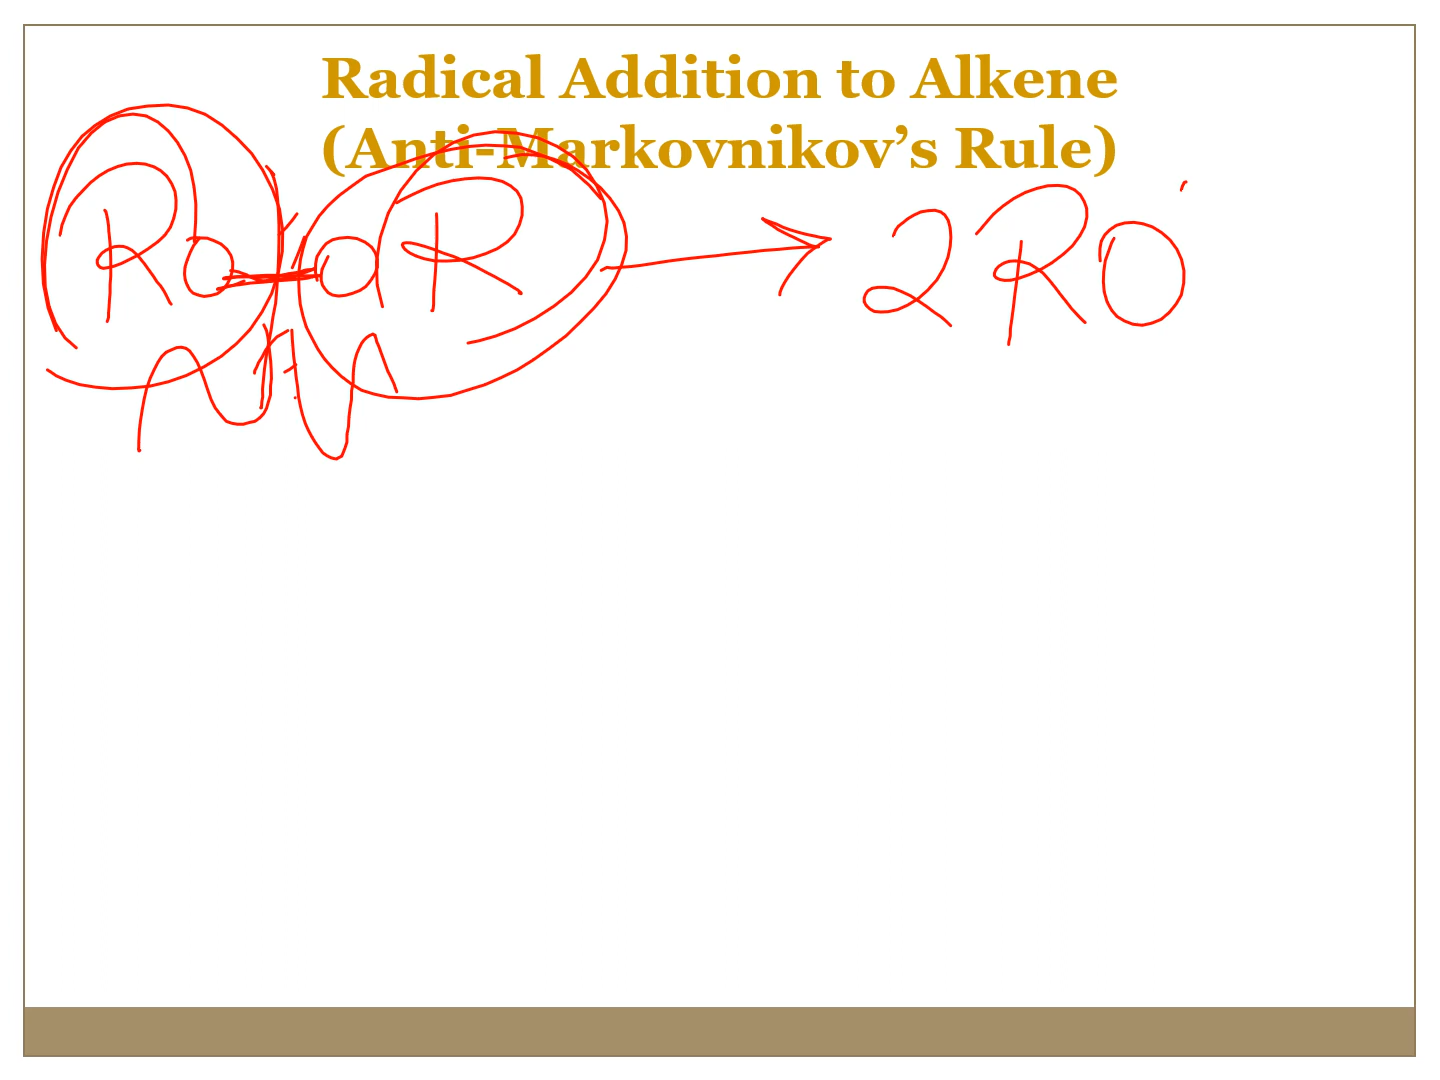 Radical Addition to Alkene
(Anti-Markovnikov’s Rule)
RO-OR → 2RO˙